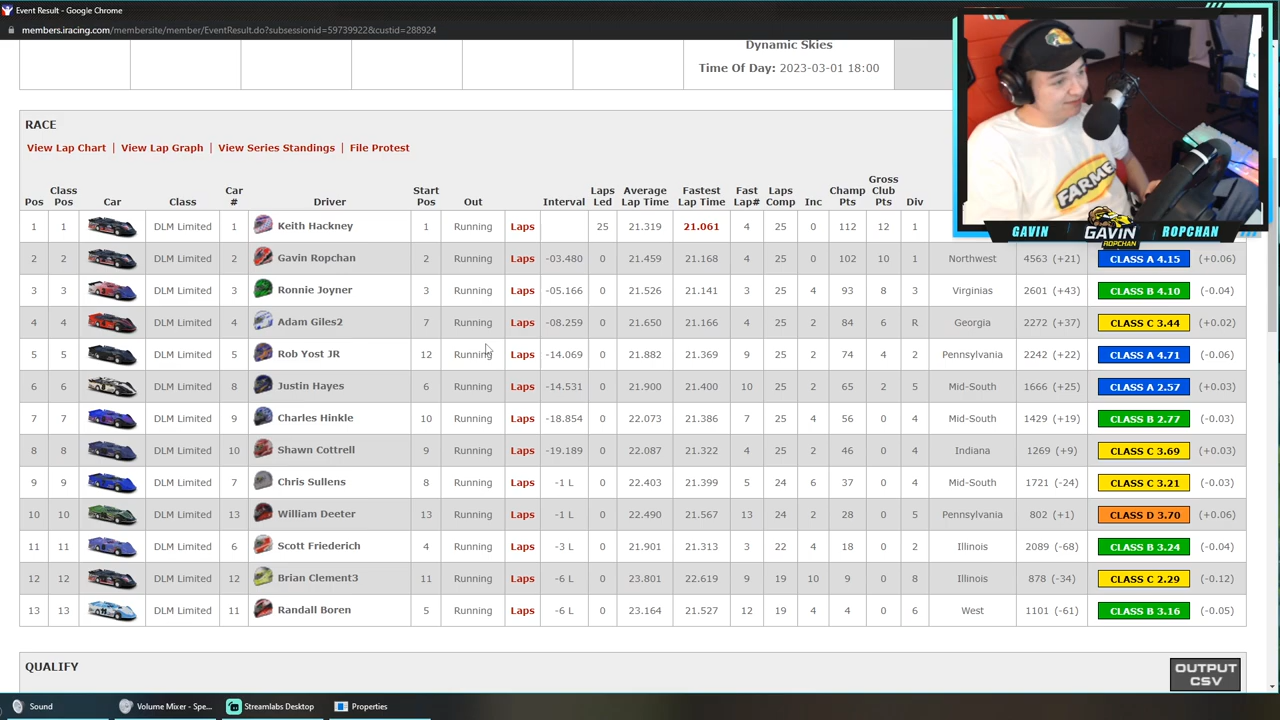 Event Result - Google Chrome
members.iracing.com/membersite/member/EventResult.do?subsessionid=59739922&custid=288924
Dynamic Skies
Time Of Day: 2023-03-01 18:00
RACE
View Lap Chart | View Lap Graph | View Series Standings | File Protest
Pos Class Pos Car Class Car # Driver Start Pos Out Interval Laps Led Average Lap Time Fastest Lap Time Fast Lap# Laps Comp Inc Champ Pts Gross Club Pts Div
1 1 DLM Limited 1 Keith Hackney 1 Running Laps 25 21.319 21.061 4 25 0 112 12 1
2 2 DLM Limited 2 Gavin Ropchan 2 Running Laps -03.480 0 21.459 21.168 4 25 0 102 10 1 Northwest 4563 (+21) CLASS A 4.15 (+0.06)
3 3 DLM Limited 3 Ronnie Joyner 3 Running Laps -05.166 0 21.526 21.141 3 25 4 93 8 3 Virginias 2601 (+43) CLASS B 4.10 (-0.04)
4 4 DLM Limited 4 Adam Giles2 7 Running Laps -08.259 0 21.650 21.166 4 25 4 84 6 R Georgia 2272 (+37) CLASS C 3.44 (+0.02)
5 5 DLM Limited 5 Rob Yost JR 12 Running Laps -14.069 0 21.882 21.369 9 25 2 74 4 2 Pennsylvania 2242 (+22) CLASS A 4.71 (-0.06)
6 6 DLM Limited 8 Justin Hayes 6 Running Laps -14.531 0 21.900 21.400 10 25 2 65 2 5 Mid-South 1666 (+25) CLASS A 2.57 (+0.03)
7 7 DLM Limited 9 Charles Hinkle 10 Running Laps -18.854 0 22.073 21.386 7 25 4 56 0 4 Mid-South 1429 (+19) CLASS B 2.77 (-0.03)
8 8 DLM Limited 10 Shawn Cottrell 9 Running Laps -19.189 0 22.087 21.322 4 25 2 46 0 4 Indiana 1269 (+9) CLASS C 3.69 (+0.03)
9 9 DLM Limited 7 Chris Sullens 8 Running Laps -1 L 0 22.403 21.399 5 24 4 37 0 4 Mid-South 1721 (-24) CLASS C 3.21 (-0.03)
10 10 DLM Limited 13 William Deeter 13 Running Laps -1 L 0 22.490 21.567 13 24 2 28 0 5 Pennsylvania 802 (+1) CLASS D 3.70 (+0.06)
11 11 DLM Limited 6 Scott Friederich 4 Running Laps -3 L 0 21.901 21.313 3 22 4 18 0 2 Illinois 2089 (-68) CLASS B 3.24 (-0.04)
12 12 DLM Limited 12 Brian Clement3 11 Running Laps -6 L 0 23.801 22.619 9 19 10 9 0 8 Illinois 878 (-34) CLASS C 2.29 (-0.12)
13 13 DLM Limited 11 Randall Boren 5 Running Laps -6 L 0 23.164 21.527 12 19 4 4 0 6 West 1101 (-61) CLASS B 3.16 (-0.05)
QUALIFY
OUTPUT CSV
Sound
Volume Mixer - Spe...
Streamlabs Desktop
Properties
GAVIN
GAVIN ROPCHAN
ROPCHAN